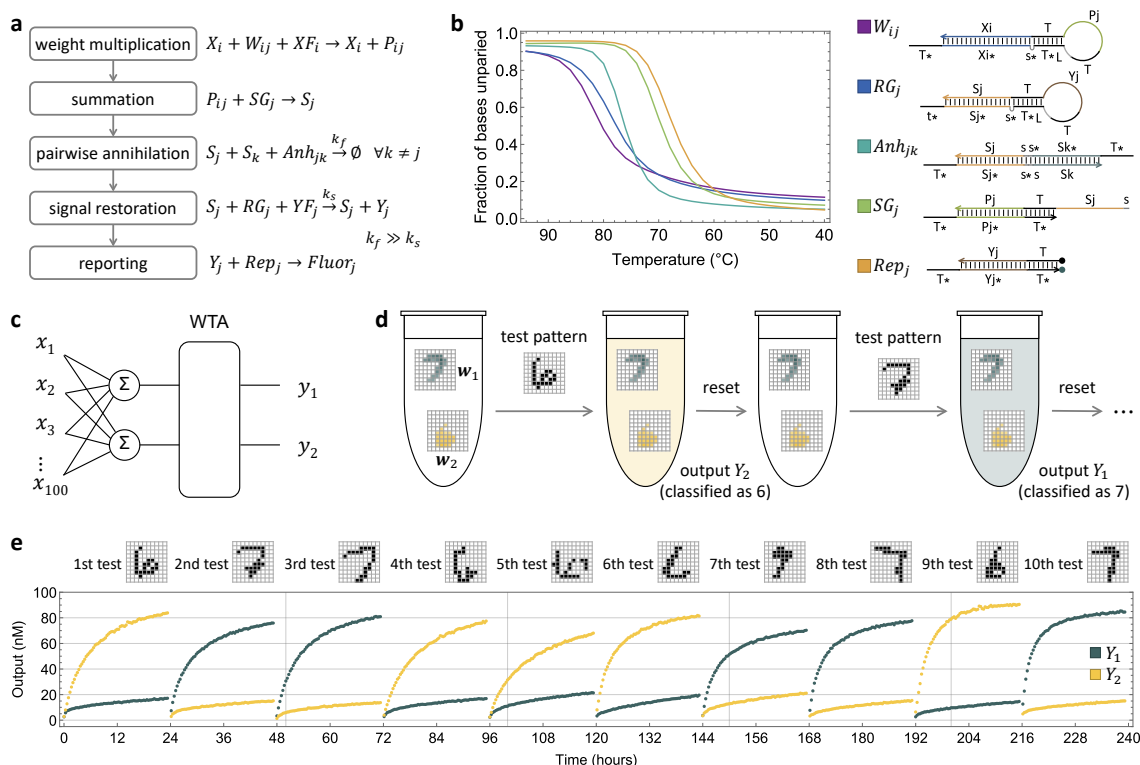 a
weight multiplication
X_i + W_ij + XF_i → X_i + P_ij
summation
P_ij + SG_j → S_j
pairwise annihilation
S_j + S_k + Anh_jk →^{k_f} ∅ ∀k ≠ j
signal restoration
S_j + RG_j + YF_j →^{k_s} S_j + Y_j
k_f ≫ k_s
reporting
Y_j + Rep_j → Fluor_j
b
Fraction of bases unparied
1.0
0.8
0.6
0.4
0.2
0.0
90 80 70 60 50 40
Temperature (°C)
W_ij
Xi T Pj
T* Xi* s* T* L T
RG_j
Sj T Yj
t* Sj* s* T* L T
Anh_jk
Sj s s* Sk* T*
T* Sj* s* s Sk
SG_j
Pj T Sj s
T* Pj* T*
Rep_j
Yj T
T* Yj* T*
c
WTA
x_1
x_2
x_3
⋮
x_100
Σ
Σ
y_1
y_2
d
w_1
w_2
test pattern
output Y_2
(classified as 6)
reset
test pattern
output Y_1
(classified as 7)
reset
...
e
1st test 2nd test 3rd test 4th test 5th test 6th test 7th test 8th test 9th test 10th test
Output (nM)
100
80
60
40
20
0
Y_1
Y_2
0 12 24 36 48 60 72 84 96 108 120 132 144 156 168 180 192 204 216 228 240
Time (hours)